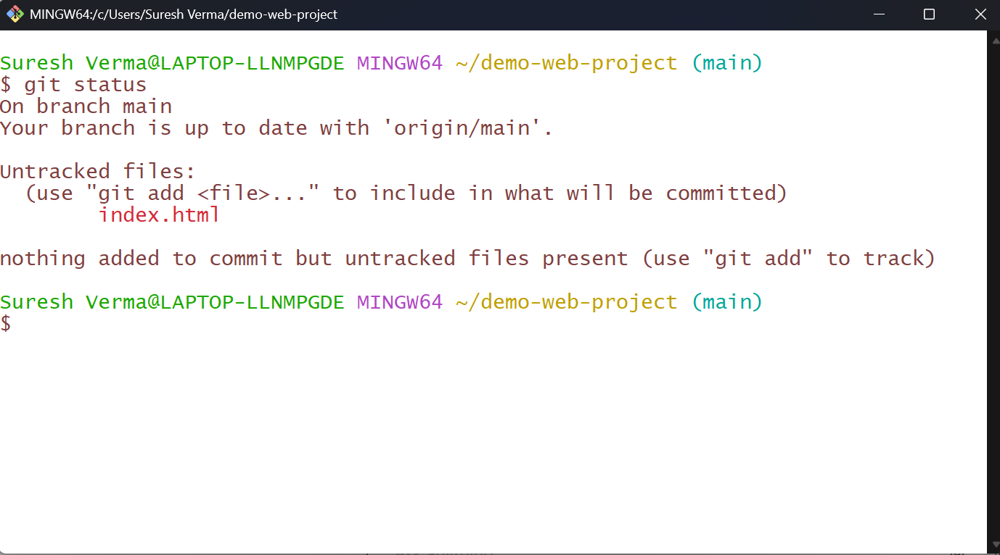 MINGW64:/c/Users/Suresh Verma/demo-web-project
Suresh Verma@LAPTOP-LLNMPGDE MINGW64 ~/demo-web-project (main)
$ git status
On branch main
Your branch is up to date with 'origin/main'.
Untracked files:
  (use "git add <file>..." to include in what will be committed)
        index.html
nothing added to commit but untracked files present (use "git add" to track)
Suresh Verma@LAPTOP-LLNMPGDE MINGW64 ~/demo-web-project (main)
$